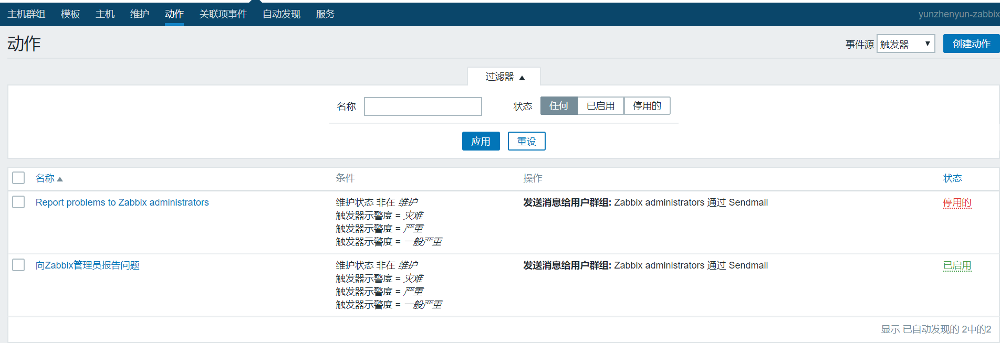 主机群组 模板 主机 维护 动作 关联项事件 自动发现 服务 yunzhenyun-zabbix
动作 事件源 触发器 ▼ 创建动作
过滤器 ▲
名称 状态 任何 已启用 停用的
应用 重设
名称 ▲ 条件 操作 状态
Report problems to Zabbix administrators 维护状态 非在 维护 发送消息给用户群组: Zabbix administrators 通过 Sendmail 停用的
触发器示警度 = 灾难
触发器示警度 = 严重
触发器示警度 = 一般严重
向Zabbix管理员报告问题 维护状态 非在 维护 发送消息给用户群组: Zabbix administrators 通过 Sendmail 已启用
触发器示警度 = 灾难
触发器示警度 = 严重
触发器示警度 = 一般严重
显示 已自动发现的 2中的2